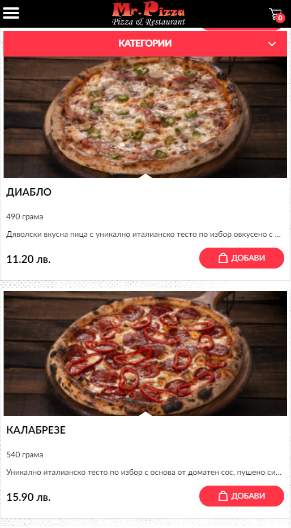 Mr. Pizza
Pizza & Restaurant
0
КАТЕГОРИИ
ДИАБЛО
490 грама
Дяволски вкусна пица с уникално италианско тесто по избор овкусено с ...
11.20 лв.
ДОБАВИ
КАЛАБРЕЗЕ
540 грама
Уникално италианско тесто по избор с основа от доматен сос, пушено си...
15.90 лв.
ДОБАВИ